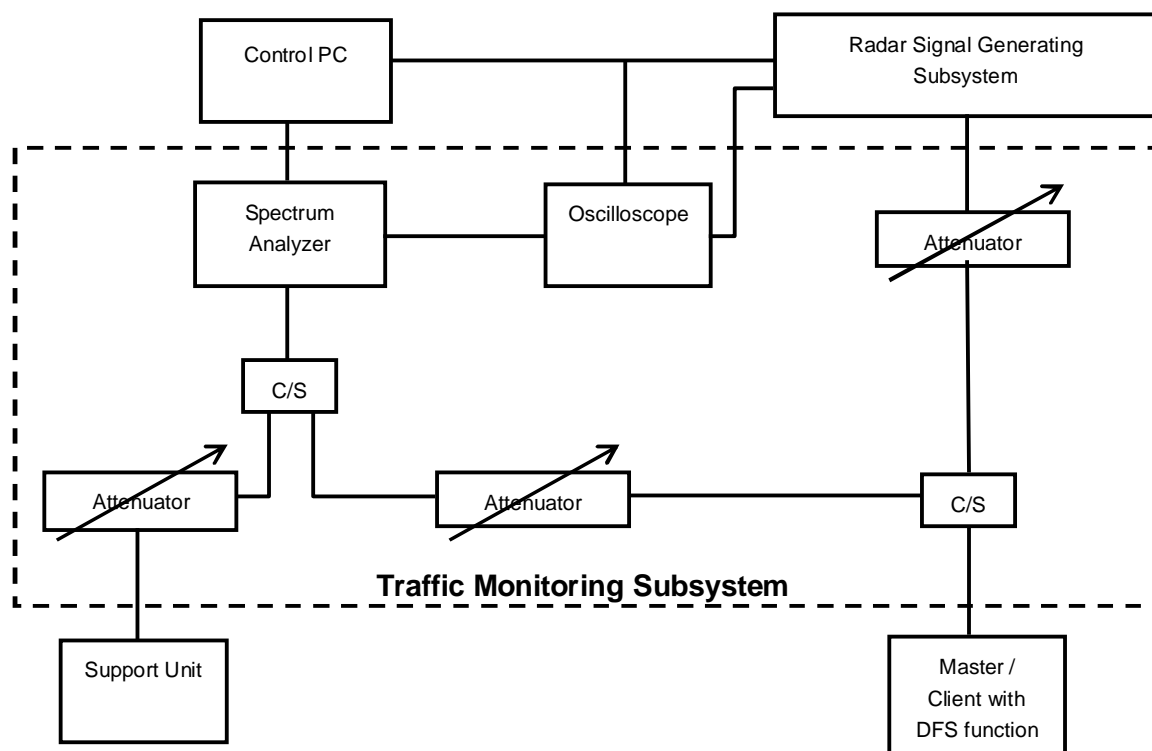 Control PC
Radar Signal Generating
Subsystem
Spectrum
Analyzer
Oscilloscope
Attenuator
C/S
Attenuator
Attenuator
C/S
Traffic Monitoring Subsystem
Support Unit
Master /
Client with
DFS function